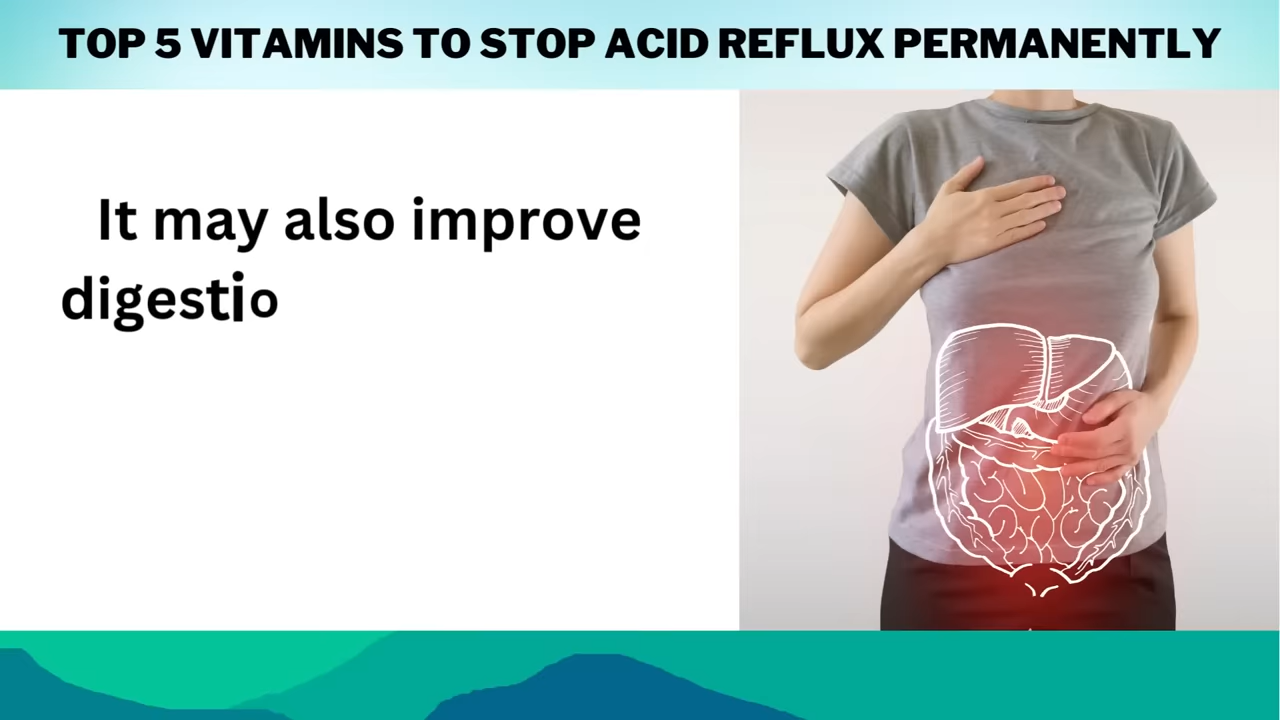 TOP 5 VITAMINS TO STOP ACID REFLUX PERMANENTLY
It may also improve
digestio